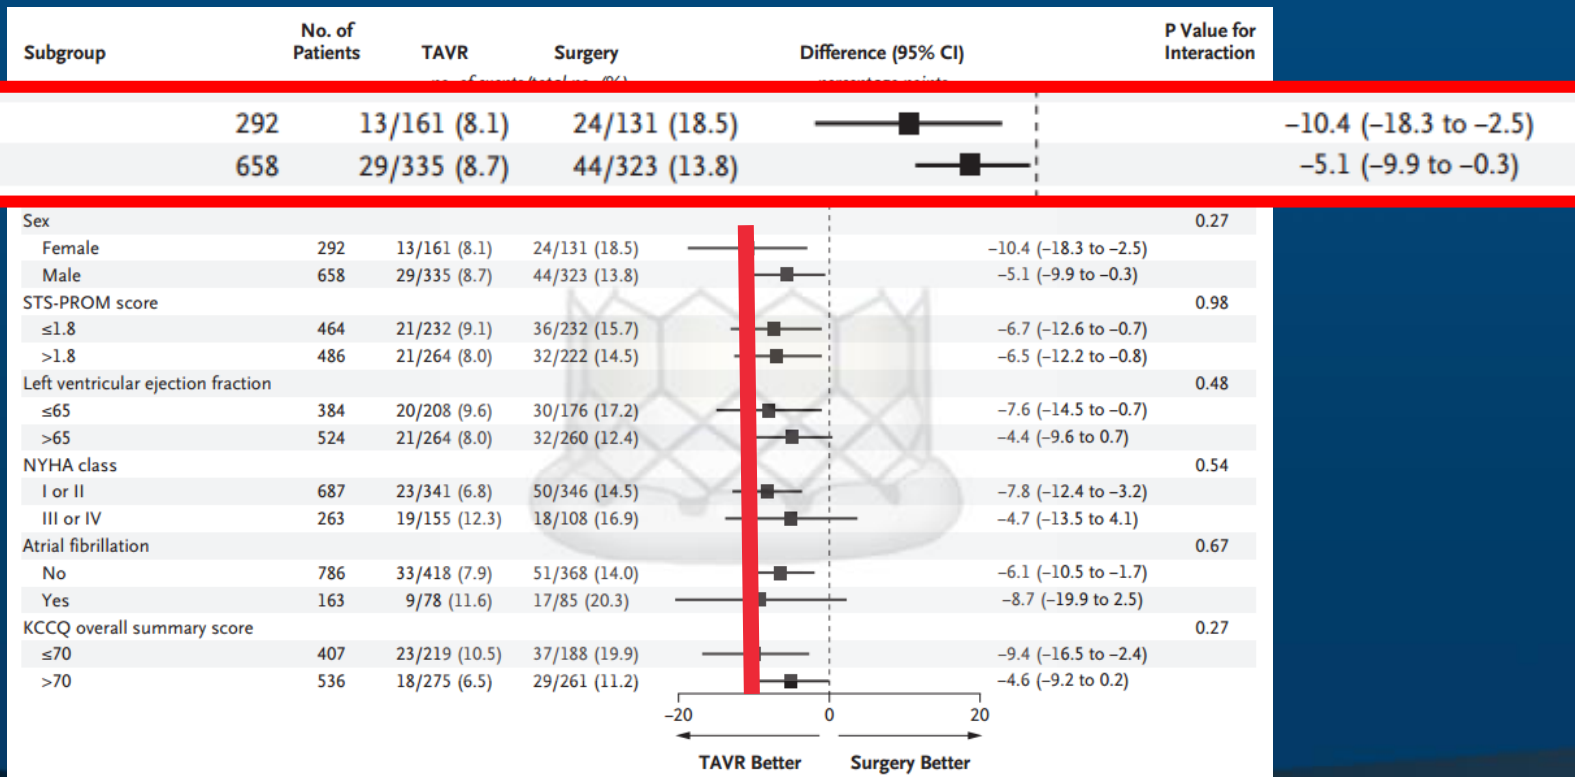 Subgroup No. of Patients TAVR Surgery Difference (95% CI) P Value for Interaction
no. of events/total no. (%) percentage points
292 13/161 (8.1) 24/131 (18.5) −10.4 (−18.3 to −2.5)
658 29/335 (8.7) 44/323 (13.8) −5.1 (−9.9 to −0.3)
Sex 0.27
Female 292 13/161 (8.1) 24/131 (18.5) −10.4 (−18.3 to −2.5)
Male 658 29/335 (8.7) 44/323 (13.8) −5.1 (−9.9 to −0.3)
STS-PROM score 0.98
≤1.8 464 21/232 (9.1) 36/232 (15.7) −6.7 (−12.6 to −0.7)
>1.8 486 21/264 (8.0) 32/222 (14.5) −6.5 (−12.2 to −0.8)
Left ventricular ejection fraction 0.48
≤65 384 20/208 (9.6) 30/176 (17.2) −7.6 (−14.5 to −0.7)
>65 524 21/264 (8.0) 32/260 (12.4) −4.4 (−9.6 to 0.7)
NYHA class 0.54
I or II 687 23/341 (6.8) 50/346 (14.5) −7.8 (−12.4 to −3.2)
III or IV 263 19/155 (12.3) 18/108 (16.9) −4.7 (−13.5 to 4.1)
Atrial fibrillation 0.67
No 786 33/418 (7.9) 51/368 (14.0) −6.1 (−10.5 to −1.7)
Yes 163 9/78 (11.6) 17/85 (20.3) −8.7 (−19.9 to 2.5)
KCCQ overall summary score 0.27
≤70 407 23/219 (10.5) 37/188 (19.9) −9.4 (−16.5 to −2.4)
>70 536 18/275 (6.5) 29/261 (11.2) −4.6 (−9.2 to 0.2)
−20 0 20
TAVR Better Surgery Better